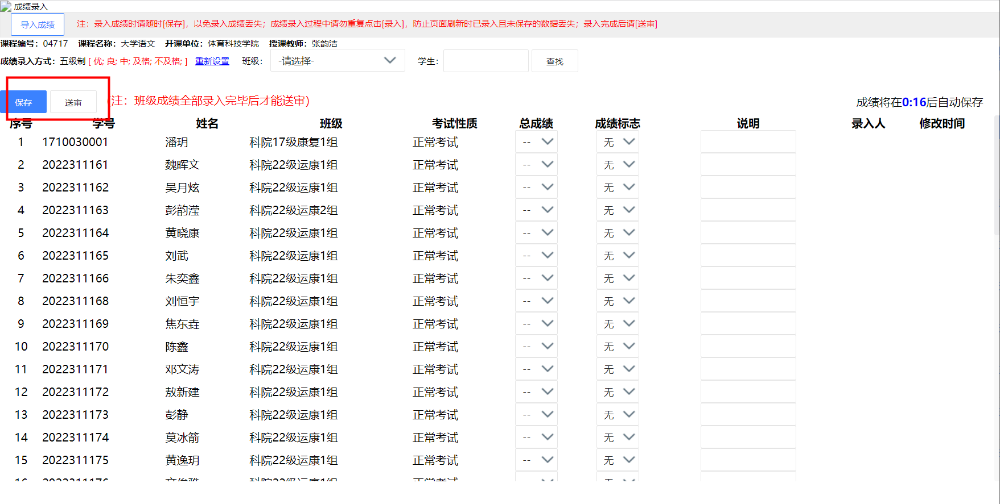 成绩录入
导入成绩 注：录入成绩时请随时[保存]，以免录入成绩丢失；成绩录入过程中请勿重复点击[录入]，防止页面刷新时已录入且未保存的数据丢失；录入完成后请[送审]
课程编号：04717 课程名称：大学语文 开课单位：体育科技学院 授课教师：张韵洁
成绩录入方式：五级制 [ 优; 良; 中; 及格; 不及格; ] 重新设置 班级： -请选择- 学生： 查找
保存 送审 (注：班级成绩全部录入完毕后才能送审) 成绩将在0:16后自动保存
序号 学号 姓名 班级 考试性质 总成绩 成绩标志 说明 录入人 修改时间
1 1710030001 潘玥 科院17级康复1组 正常考试 -- 无
2 2022311161 魏晖文 科院22级运康1组 正常考试 -- 无
3 2022311162 吴月炫 科院22级运康1组 正常考试 -- 无
4 2022311163 彭韵滢 科院22级运康2组 正常考试 -- 无
5 2022311164 黄晓康 科院22级运康1组 正常考试 -- 无
6 2022311165 刘武 科院22级运康1组 正常考试 -- 无
7 2022311166 朱奕鑫 科院22级运康1组 正常考试 -- 无
8 2022311168 刘恒宇 科院22级运康1组 正常考试 -- 无
9 2022311169 焦东垚 科院22级运康1组 正常考试 -- 无
10 2022311170 陈鑫 科院22级运康1组 正常考试 -- 无
11 2022311171 邓文涛 科院22级运康1组 正常考试 -- 无
12 2022311172 敖新建 科院22级运康1组 正常考试 -- 无
13 2022311173 彭静 科院22级运康1组 正常考试 -- 无
14 2022311174 莫冰箭 科院22级运康1组 正常考试 -- 无
15 2022311175 黄逸玥 科院22级运康1组 正常考试 -- 无